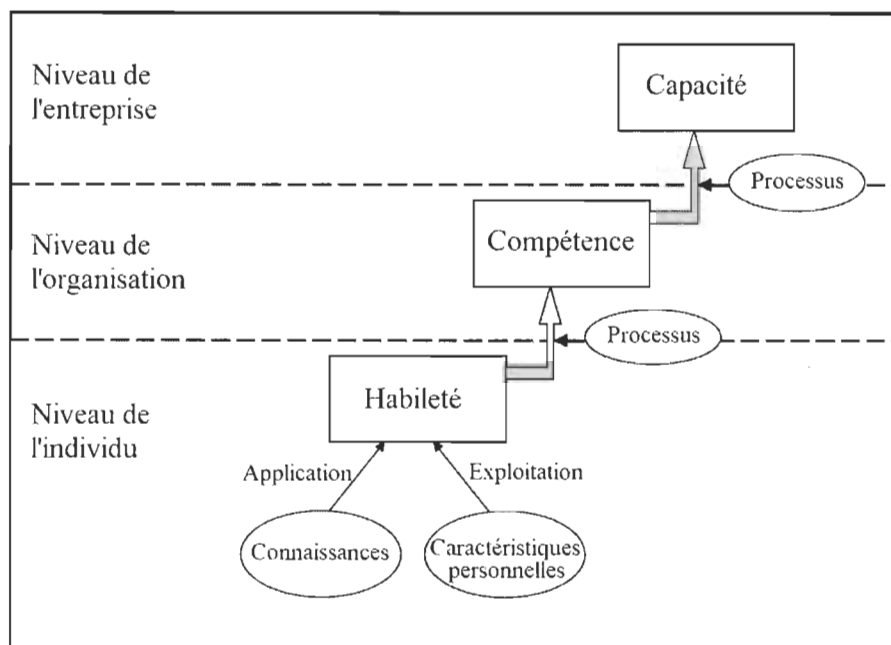 Niveau de
l'entreprise
Capacité
Processus
Niveau de
l'organisation
Compétence
Processus
Niveau de
l'individu
Habileté
Application
Exploitation
Connaissances
Caractéristiques
personnelles